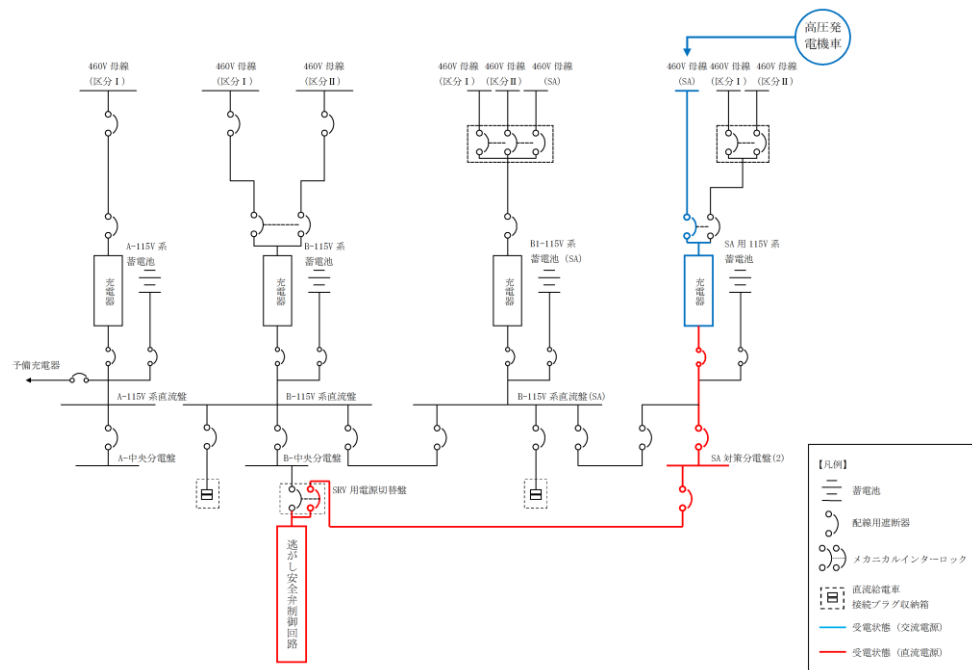 高圧発
電機車
460V 母線
(区分Ⅰ)
460V 母線
(区分Ⅰ)
460V 母線
(区分Ⅱ)
460V 母線
(区分Ⅰ)
460V 母線
(区分Ⅱ)
460V 母線
(SA)
460V 母線
(SA)
460V 母線
(区分Ⅰ)
460V 母線
(区分Ⅱ)
A-115V 系
蓄電池
B-115V 系
蓄電池
B1-115V 系
蓄電池 (SA)
SA 用 115V 系
蓄電池
充電器
充電器
充電器
充電器
予備充電器
A-115V 系直流盤
B-115V 系直流盤
B-115V 系直流盤(SA)
A-中央分電盤
B-中央分電盤
SA 対策分電盤(2)
SRV 用電源切替盤
逃がし安全弁制御回路
【凡例】
蓄電池
配線用遮断器
メカニカルインターロック
直流給電車
接続プラグ収納箱
受電状態 (交流電源)
受電状態 (直流電源)